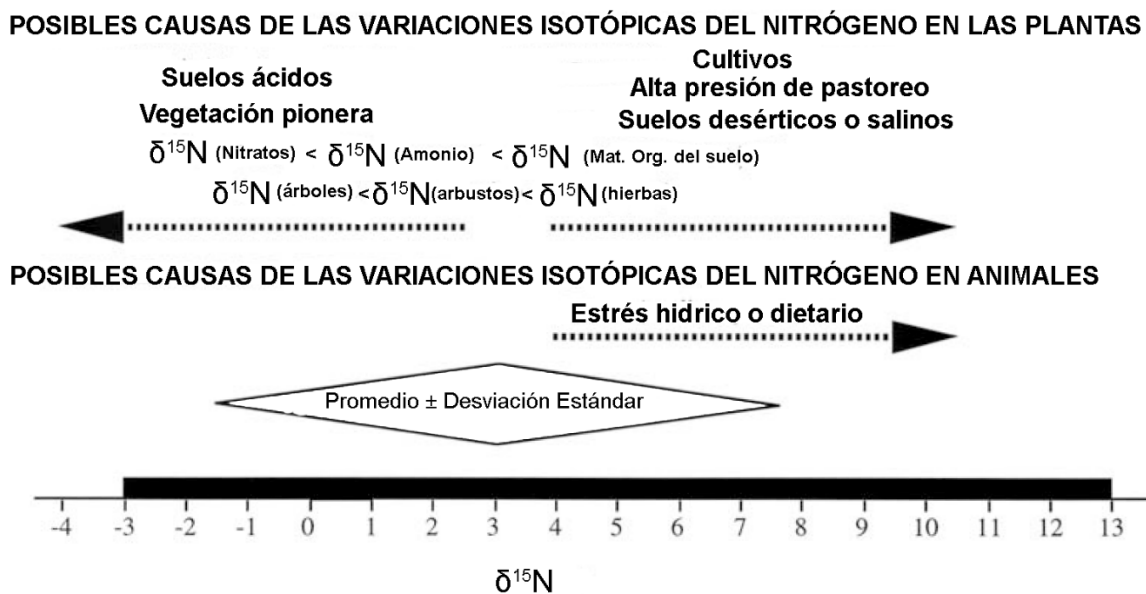 POSIBLES CAUSAS DE LAS VARIACIONES ISOTÓPICAS DEL NITRÓGENO EN LAS PLANTAS
Cultivos
Suelos ácidos
Alta presión de pastoreo
Vegetación pionera
Suelos desérticos o salinos
δ¹⁵N (Nitratos) < δ¹⁵N (Amonio) < δ¹⁵N (Mat. Org. del suelo)
δ¹⁵N (árboles) < δ¹⁵N (arbustos) < δ¹⁵N (hierbas)
POSIBLES CAUSAS DE LAS VARIACIONES ISOTÓPICAS DEL NITRÓGENO EN ANIMALES
Estrés hidrico o dietario
Promedio ± Desviación Estándar
-4 -3 -2 -1 0 1 2 3 4 5 6 7 8 9 10 11 12 13
δ¹⁵N